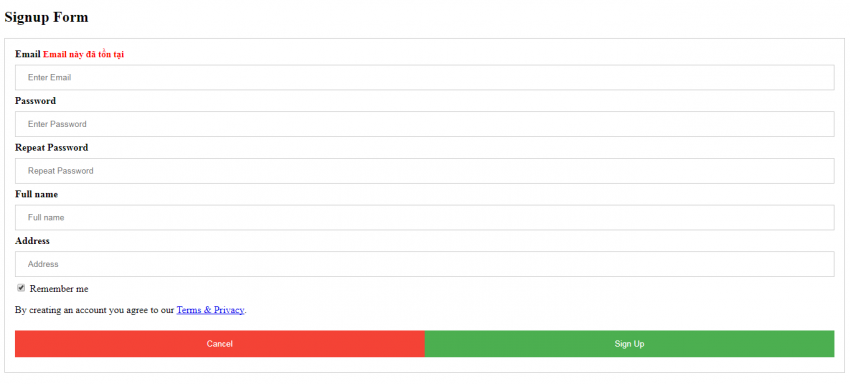 Signup Form
Email Email này đã tồn tại
Enter Email
Password
Enter Password
Repeat Password
Repeat Password
Full name
Full name
Address
Address
Remember me
By creating an account you agree to our Terms & Privacy.
Cancel Sign Up